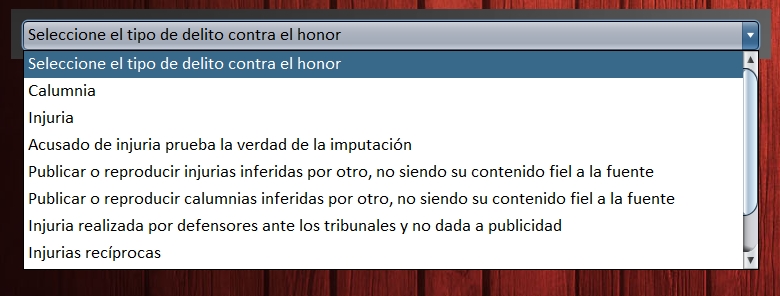 Seleccione el tipo de delito contra el honor
Seleccione el tipo de delito contra el honor
Calumnia
Injuria
Acusado de injuria prueba la verdad de la imputación
Publicar o reproducir injurias inferidas por otro, no siendo su contenido fiel a la fuente
Publicar o reproducir calumnias inferidas por otro, no siendo su contenido fiel a la fuente
Injuria realizada por defensores ante los tribunales y no dada a publicidad
Injurias recíprocas